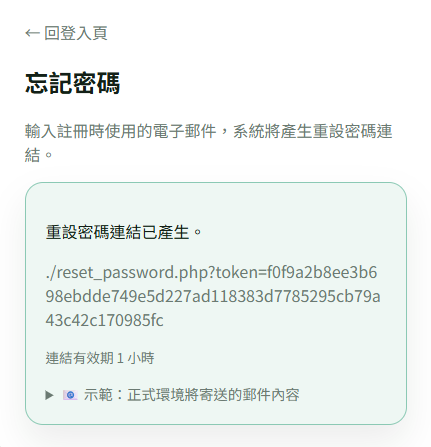 ← 回登入頁
忘記密碼
輸入註冊時使用的電子郵件，系統將產生重設密碼連
結。
重設密碼連結已產生。
./reset_password.php?token=f0f9a2b8ee3b6
98ebdde749e5d227ad118383d7785295cb79a
43c42c170985fc
連結有效期 1 小時
▶ 📧 示範：正式環境將寄送的郵件內容